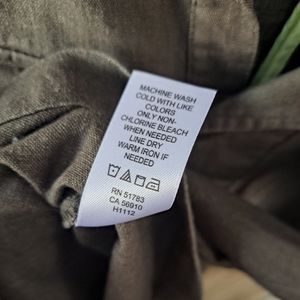 MACHINE WASH
COLD WITH LIKE
COLORS
ONLY NON-
CHLORINE BLEACH
WHEN NEEDED
LINE DRY
WARM IRON IF
NEEDED
RN 51783
CA 56910
H1112